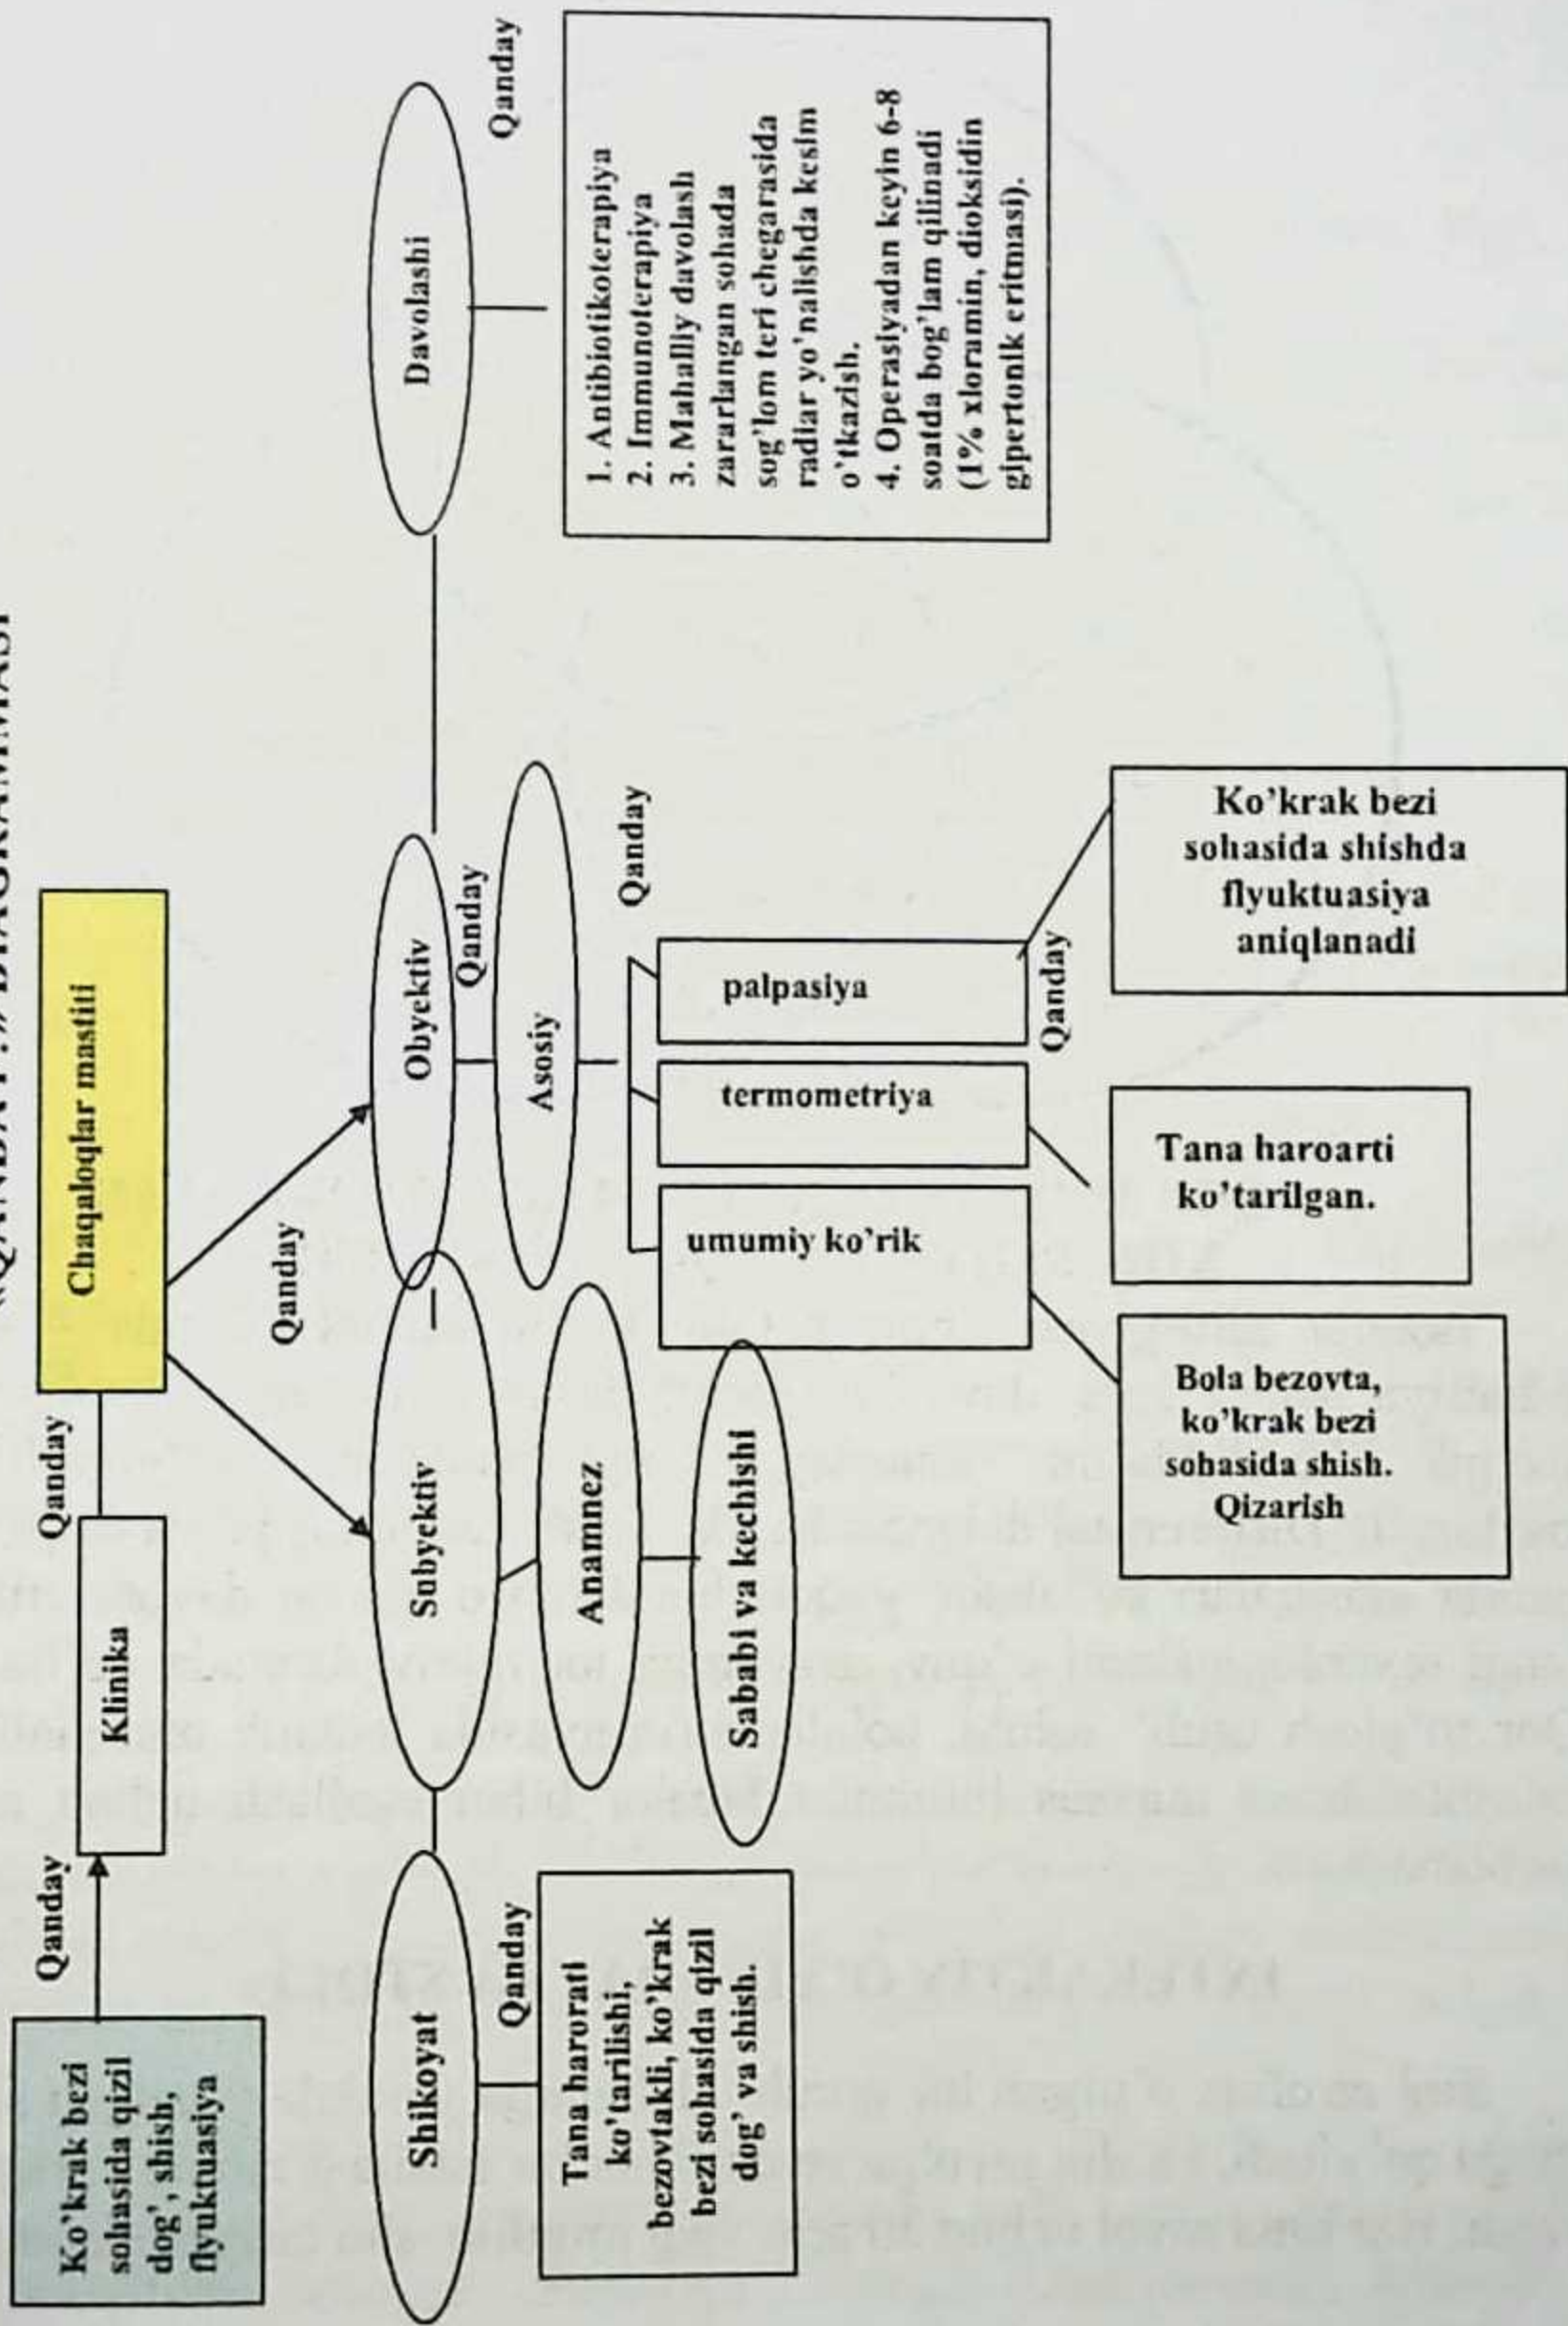 «QANDAY?» DIAGRAMMASI
Ko'krak bezi
sohasida qizil
dog', shish,
flyuktuasiya
Qanday
Klinika
Qanday
Chaqaloqlar mastiti
Qanday
Shikoyat
Subyektiv
Obyektiv
Davolashi
Qanday
Tana harorati
ko'tarilishi,
bezovtakli, ko'krak
bezi sohasida qizil
dog' va shish.
Anamnez
Sababi va kechishi
Qanday
Asosiy
Qanday
umumiy ko'rik
termometriya
palpasiya
Qanday
Bola bezovta,
ko'krak bezi
sohasida shish.
Qizarish
Tana haroarti
ko'tarilgan.
Ko'krak bezi
sohasida shishda
flyuktuasiya
aniqlanadi
Qanday
1. Antibiotikoterapiya
2. Immunoterapiya
3. Mahalliy davolash
zararlangan sohada
sog'lom teri chegarasida
radiar yo'nalishda kesim
o'tkazish.
4. Operasiyadan keyin 6-8
soatda bog'lam qilinadi
(1% xloramin, dioksidin
gipertonik eritmasi).